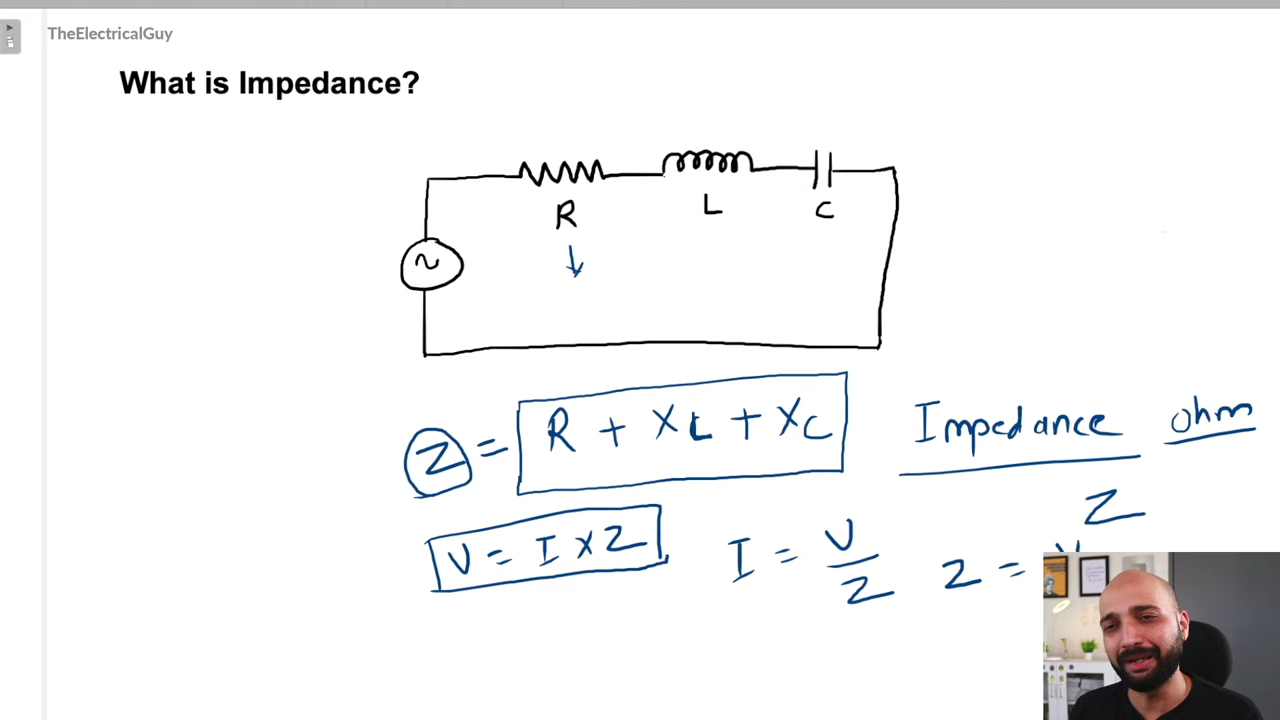 TheElectricalGuy
What is Impedance?
~
R L C
Z = R + XL + XC Impedance ohm
Z
V = I × Z I = V / Z Z =